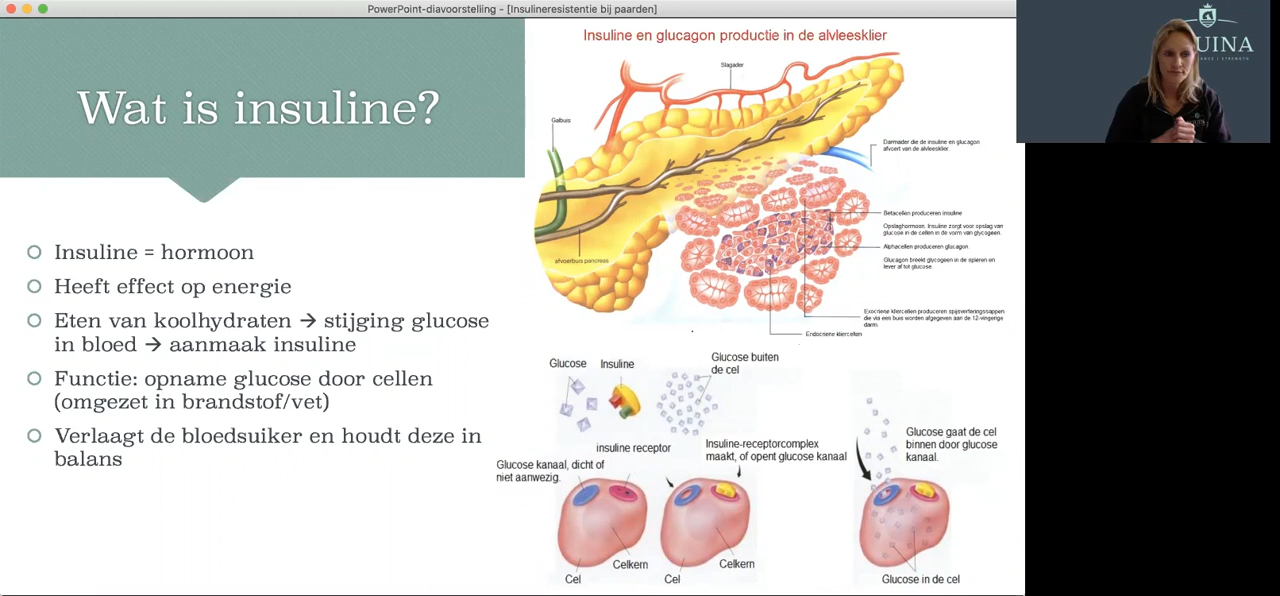 PowerPoint-diavoorstelling - [Insulineresistentie bij paarden]
Wat is insuline?
Insuline = hormoon
Heeft effect op energie
Eten van koolhydraten → stijging glucose
in bloed → aanmaak insuline
Functie: opname glucose door cellen
(omgezet in brandstof/vet)
Verlaagt de bloedsuiker en houdt deze in
balans
Insuline en glucagon productie in de alvleesklier
Slagader
Galbuis
Darmader die de insuline en glucagon
afvoert van de alvleesklier.
Betacellen produceren insuline
Opslaghormoon. Insuline zorgt voor opslag van
glucose in de cellen in de vorm van glycogeen.
Alphacellen produceren glucagon.
Glucagon breekt glycogeen in de spieren en
lever af tot glucose.
afvoerbuis pancreas
Exocriene kliercellen produceren spijsverteringssappen
die via een buis worden afgegeven aan de 12-vingerige
darm
Endocriene kliercellen
Glucose
Insuline
Glucose buiten
de cel
insuline receptor
Glucose kanaal, dicht of
niet aanwezig.
Insuline-receptorcomplex
maakt, of opent glucose kanaal
Glucose gaat de cel
binnen door glucose
kanaal.
Celkern
Cel
Celkern
Cel
Glucose in de cel
UINA
STRENGTH